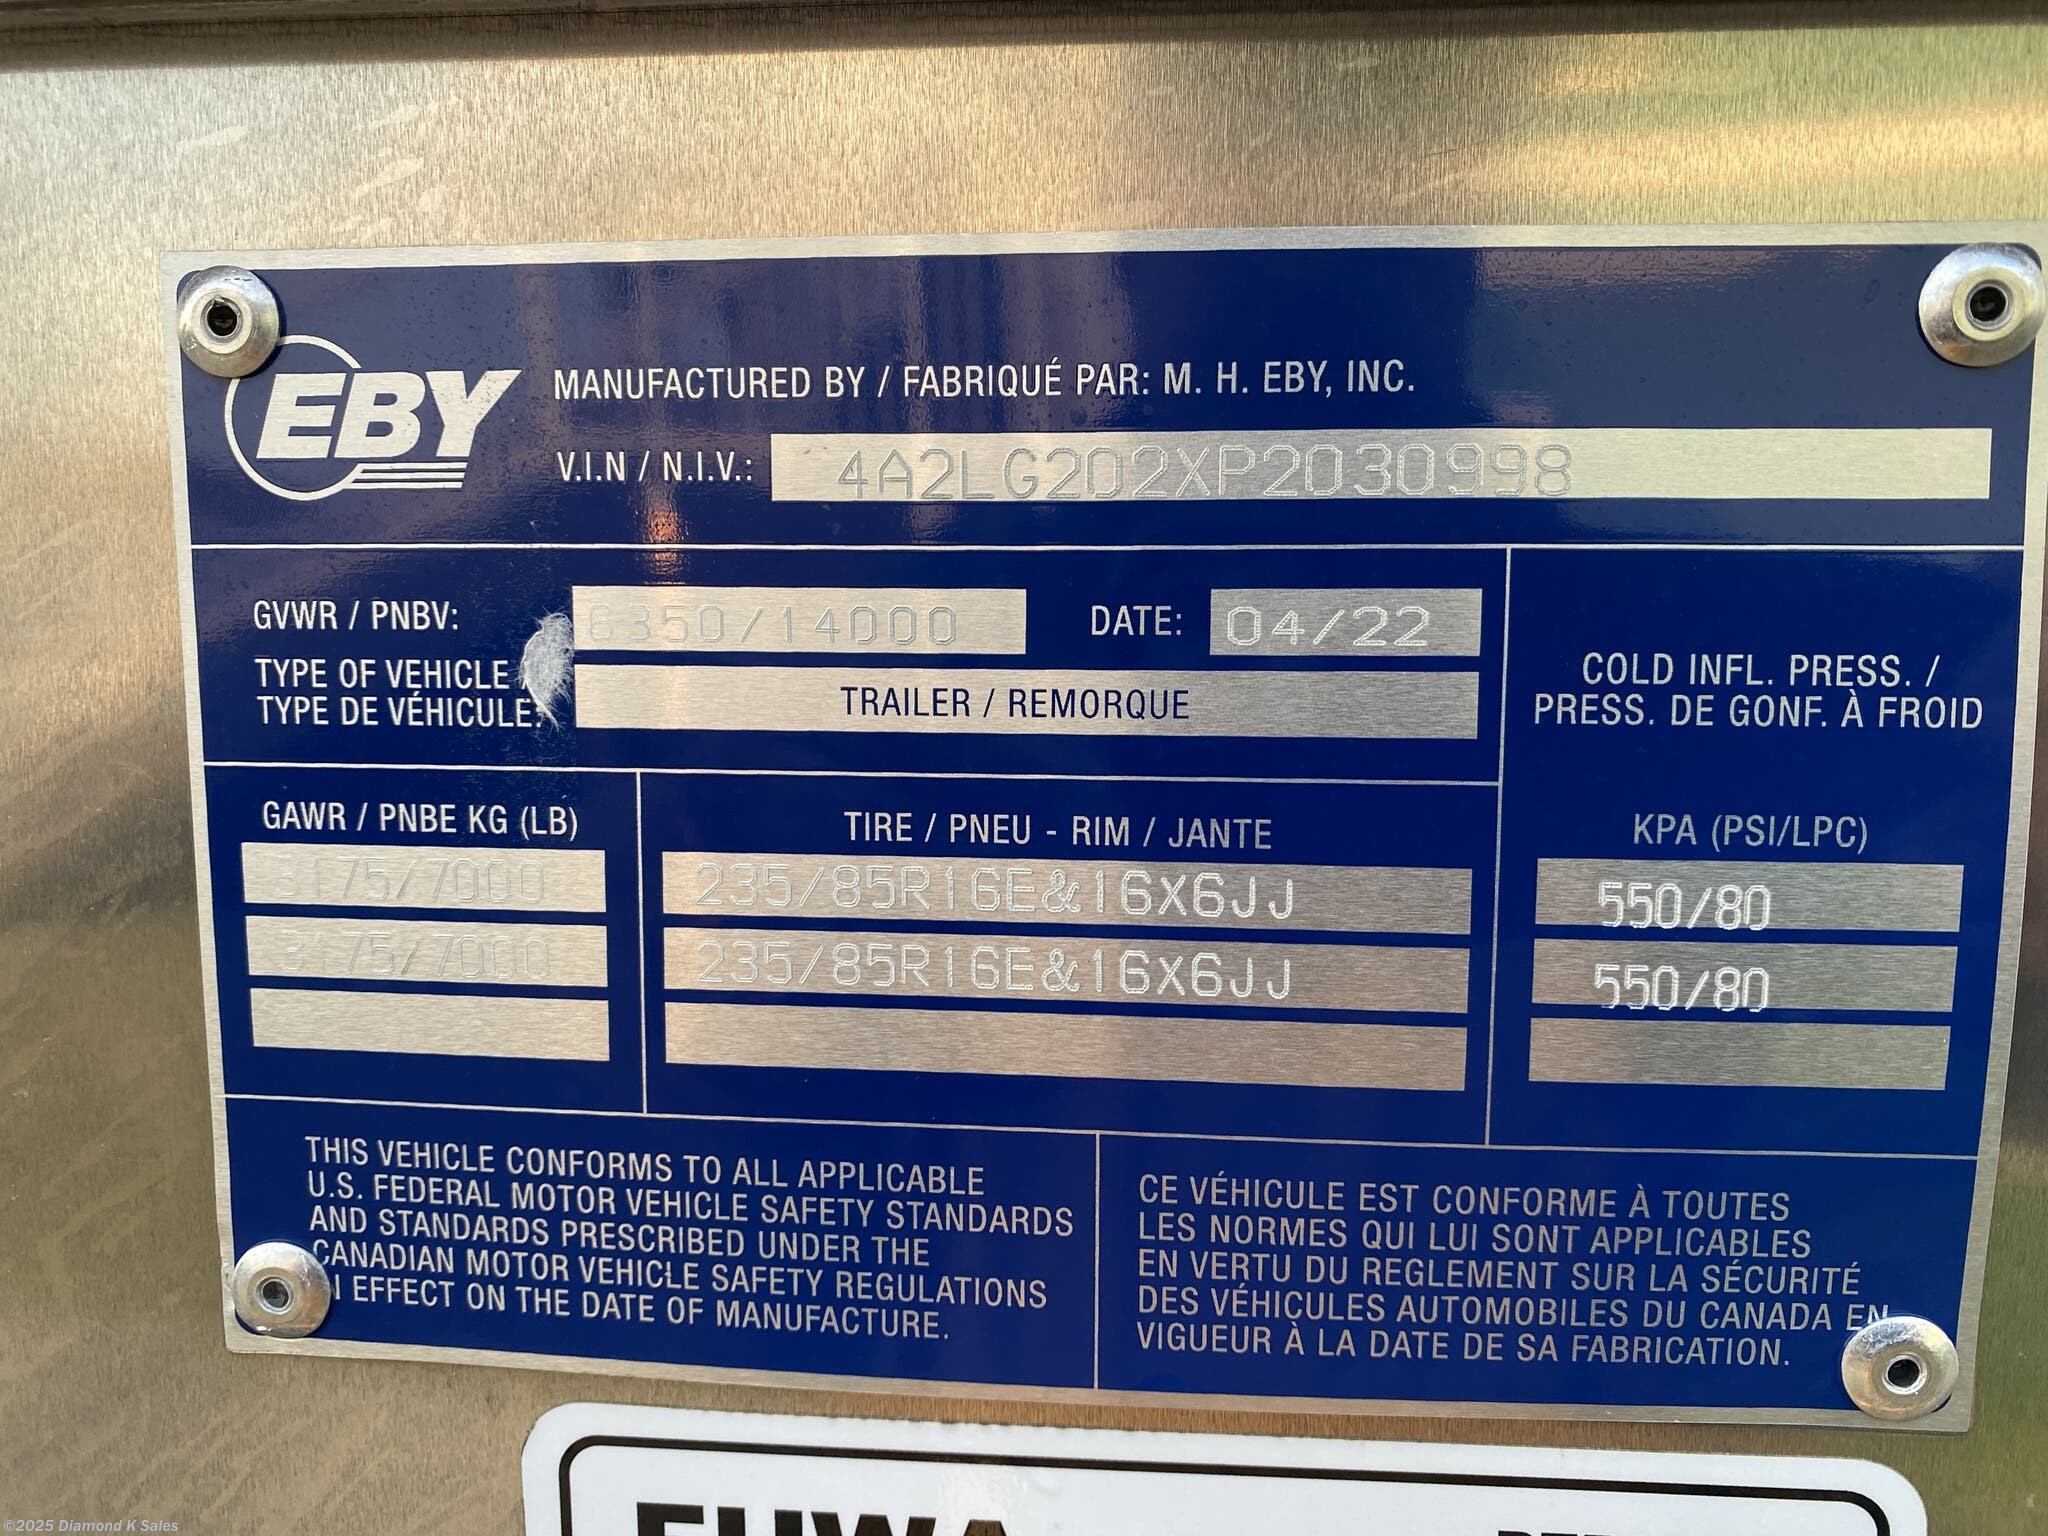 EBY
MANUFACTURED BY / FABRIQUÉ PAR: M. H. EBY, INC.
V.I.N / N.I.V.: 4A2LG202XP2030998
GVWR / PNBV: 6350/14000 DATE: 04/22
TYPE OF VEHICLE
TYPE DE VÉHICULE: TRAILER / REMORQUE
COLD INFL. PRESS. /
PRESS. DE GONF. À FROID
GAWR / PNBE KG (LB) TIRE / PNEU - RIM / JANTE KPA (PSI/LPC)
3175/7000 235/85R16E&16X6JJ 550/80
3175/7000 235/85R16E&16X6JJ 550/80
THIS VEHICLE CONFORMS TO ALL APPLICABLE
U.S. FEDERAL MOTOR VEHICLE SAFETY STANDARDS
AND STANDARDS PRESCRIBED UNDER THE
CANADIAN MOTOR VEHICLE SAFETY REGULATIONS
IN EFFECT ON THE DATE OF MANUFACTURE.
CE VÉHICULE EST CONFORME À TOUTES
LES NORMES QUI LUI SONT APPLICABLES
EN VERTU DU REGLEMENT SUR LA SÉCURITÉ
DES VÉHICULES AUTOMOBILES DU CANADA EN
VIGUEUR À LA DATE DE SA FABRICATION.
©2025 Diamond K Sales